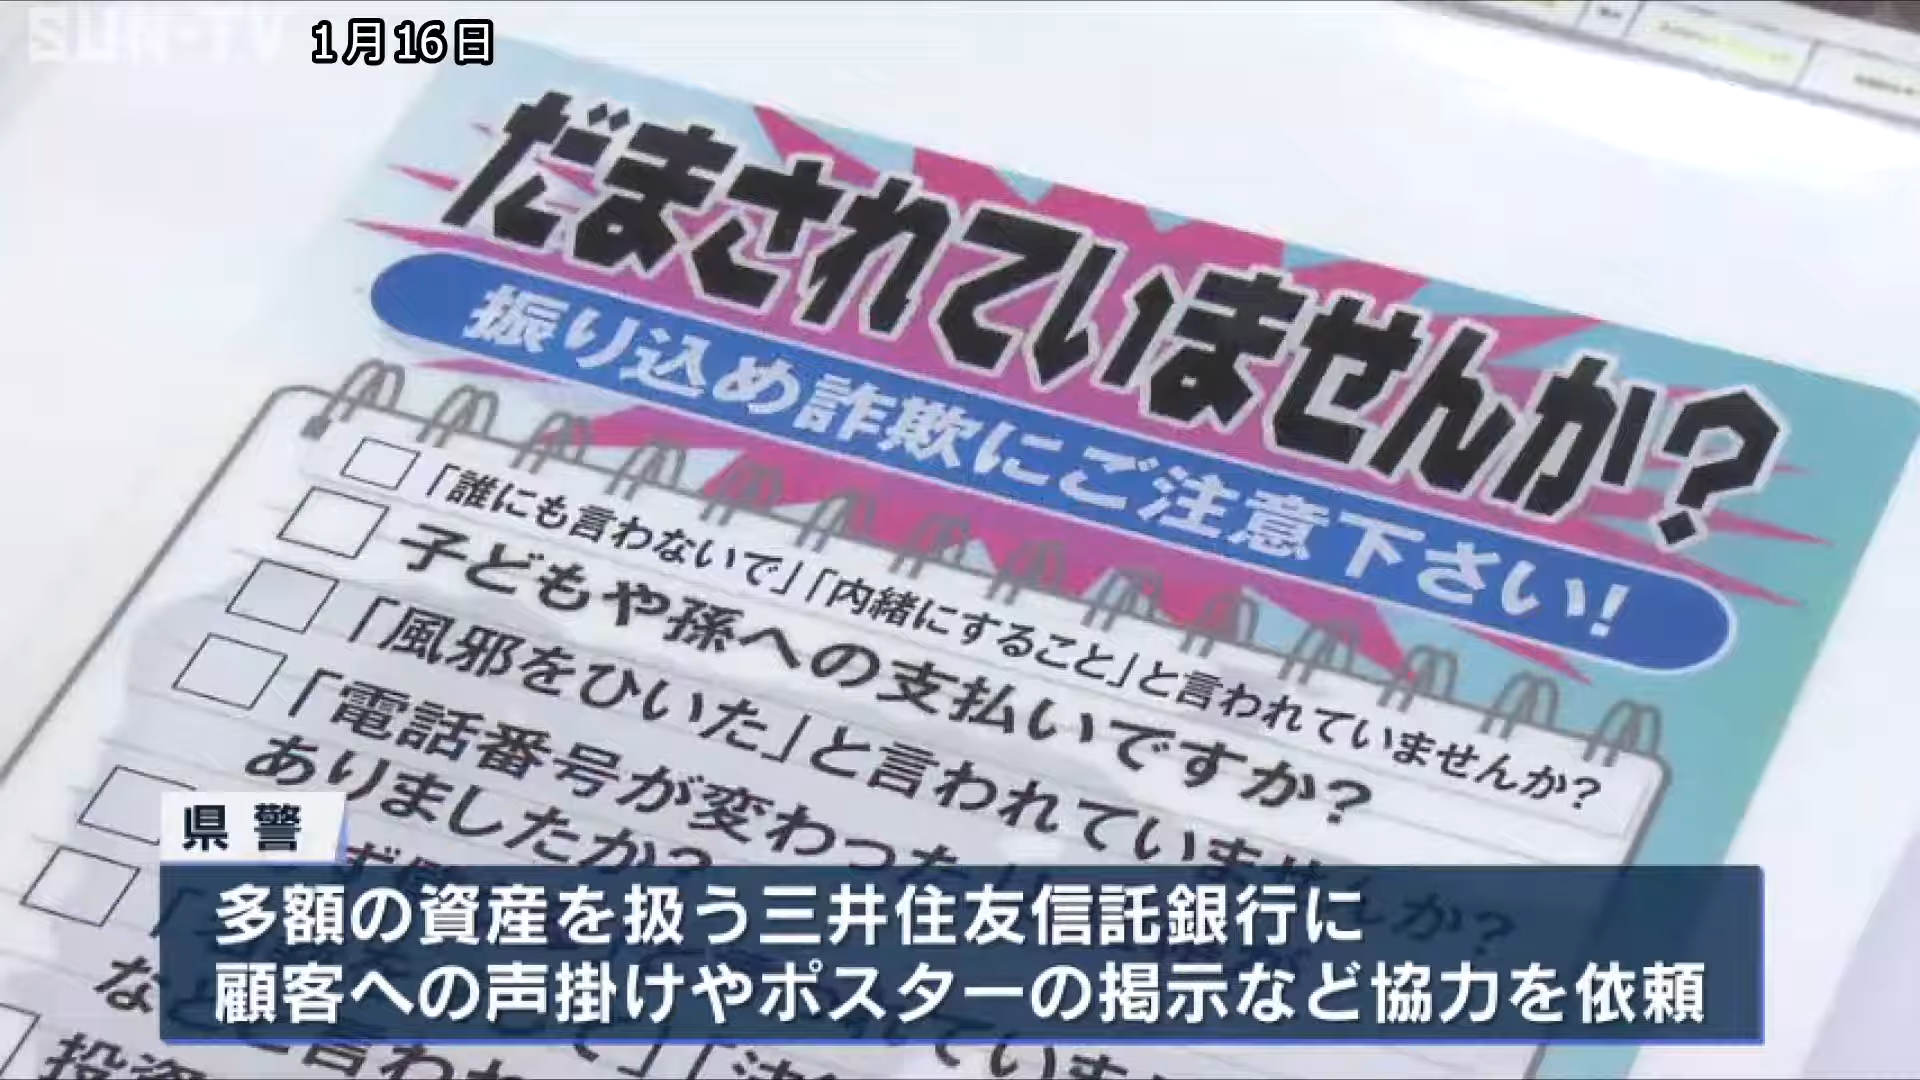 SUN-TV
1月16日
だまされていませんか?
振り込め詐欺にご注意下さい!
「誰にも言わないで」「内緒にすること」と言われていませんか?
子どもや孫への支払いですか?
「風邪をひいた」と言われていませんか?
「電話番号が変わった」
ありましたか?
県警
多額の資産を扱う三井住友信託銀行に
顧客への声掛けやポスターの掲示など協力を依頼